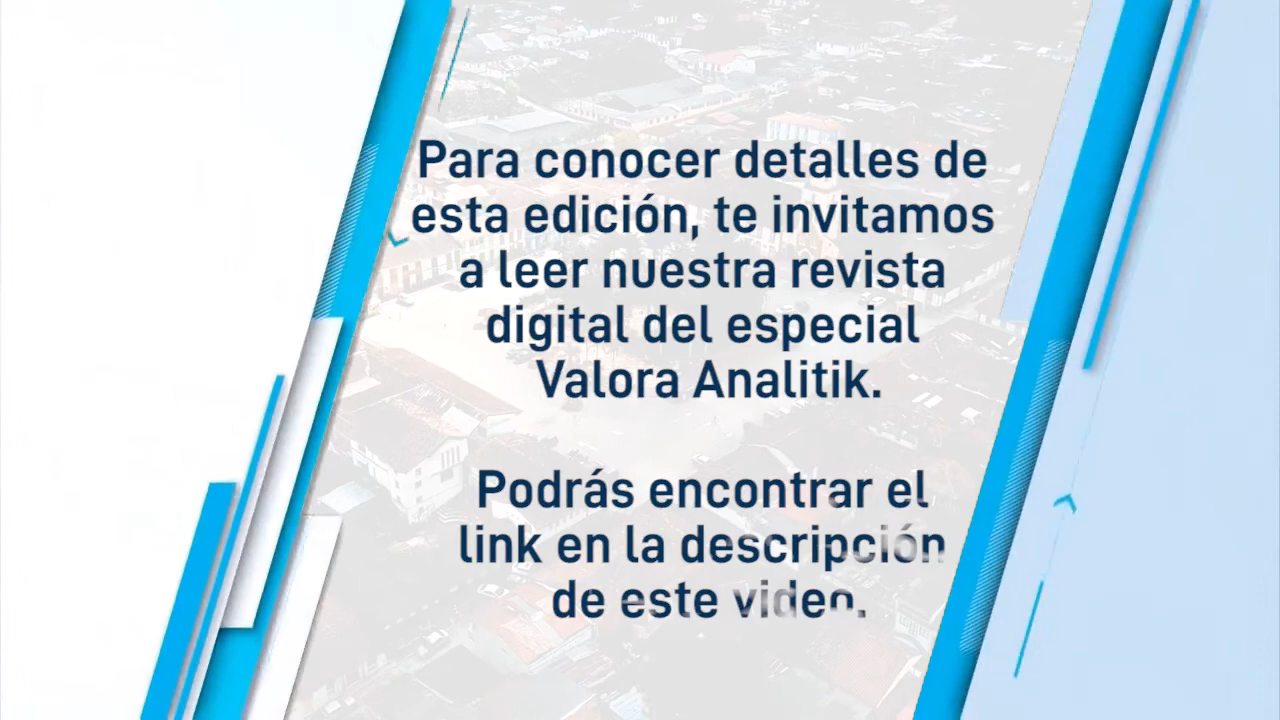 Para conocer detalles de
esta edición, te invitamos
a leer nuestra revista
digital del especial
Valora Analitik.
Podrás encontrar el
link en la descripción
de este video.